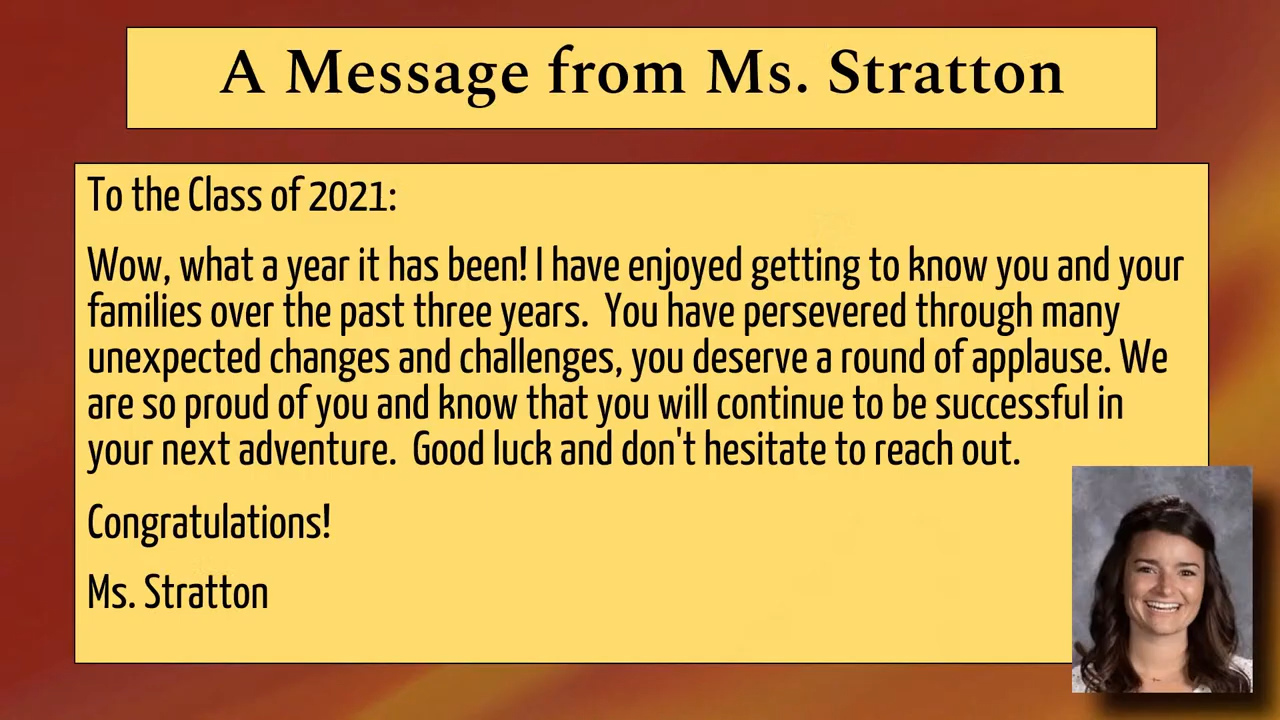 A Message from Ms. Stratton
To the Class of 2021:
Wow, what a year it has been! I have enjoyed getting to know you and your
families over the past three years.  You have persevered through many
unexpected changes and challenges, you deserve a round of applause. We
are so proud of you and know that you will continue to be successful in
your next adventure.  Good luck and don't hesitate to reach out.
Congratulations!
Ms. Stratton